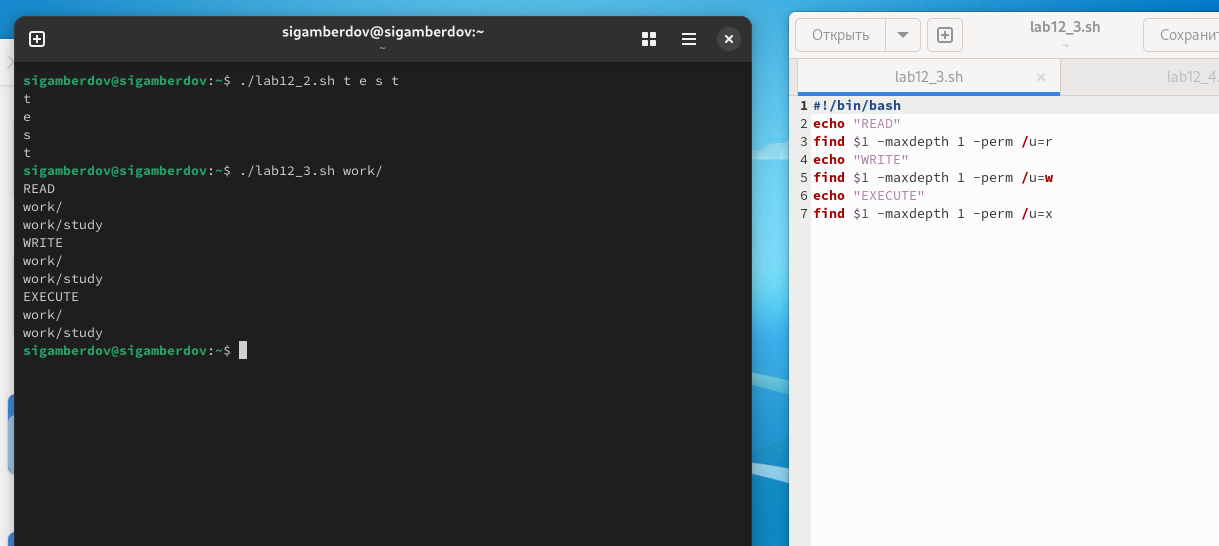 sigamberdov@sigamberdov:~
~
sigamberdov@sigamberdov:~$ ./lab12_2.sh t e s t
t
e
s
t
sigamberdov@sigamberdov:~$ ./lab12_3.sh work/
READ
work/
work/study
WRITE
work/
work/study
EXECUTE
work/
work/study
sigamberdov@sigamberdov:~$
Открыть
lab12_3.sh
~
Сохранит
lab12_3.sh
lab12_4.
1 #!/bin/bash
2 echo "READ"
3 find $1 -maxdepth 1 -perm /u=r
4 echo "WRITE"
5 find $1 -maxdepth 1 -perm /u=w
6 echo "EXECUTE"
7 find $1 -maxdepth 1 -perm /u=x